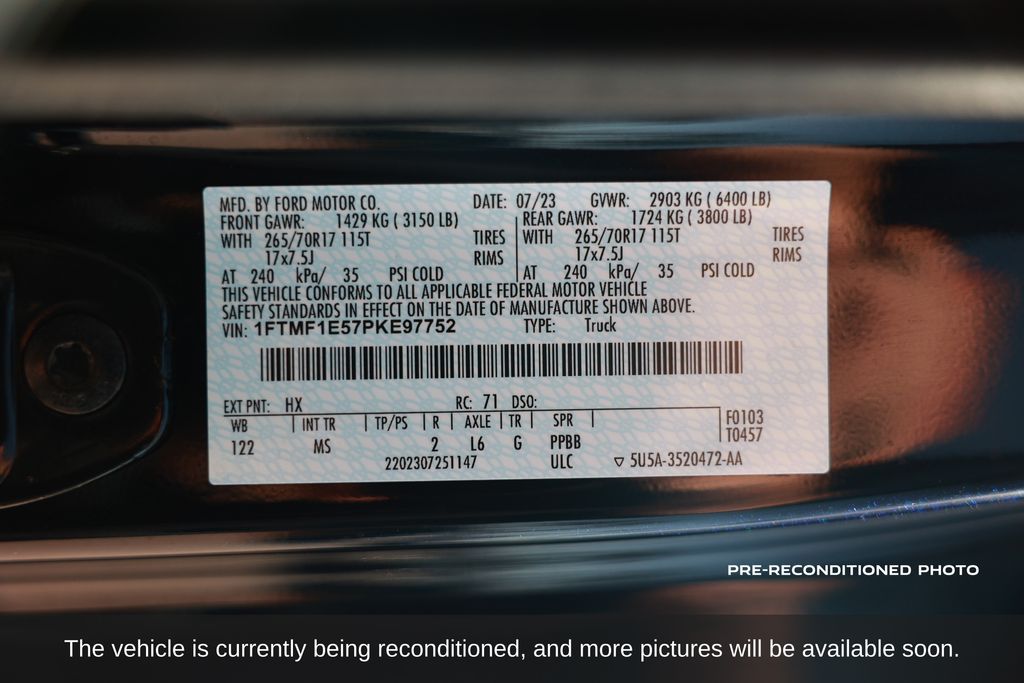 MFD. BY FORD MOTOR CO. DATE: 07/23 GVWR: 2903 KG ( 6400 LB)
FRONT GAWR: 1429 KG ( 3150 LB) REAR GAWR: 1724 KG ( 3800 LB)
WITH 265/70R17 115T TIRES WITH 265/70R17 115T TIRES
17x7.5J RIMS 17x7.5J RIMS
AT 240 kPa/ 35 PSI COLD AT 240 kPa/ 35 PSI COLD
THIS VEHICLE CONFORMS TO ALL APPLICABLE FEDERAL MOTOR VEHICLE
SAFETY STANDARDS IN EFFECT ON THE DATE OF MANUFACTURE SHOWN ABOVE.
VIN: 1FTMF1E57PKE97752 TYPE: Truck
EXT PNT: HX RC: 71 DSO:
WB INT TR TP/PS R AXLE TR SPR F0103
122 MS 2 L6 G PPBB T0457
2202307251147 ULC ▽ 5U5A-3520472-AA
PRE-RECONDITIONED PHOTO
The vehicle is currently being reconditioned, and more pictures will be available soon.